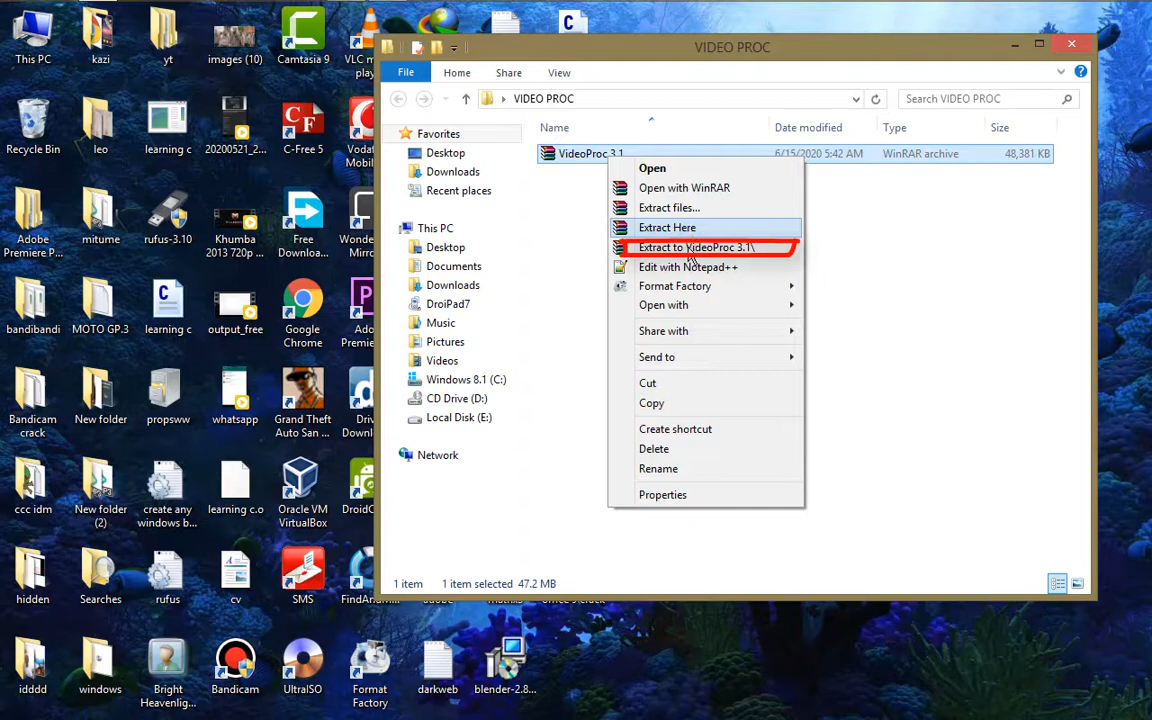 This PC
kazi
yt
images (10)
Camtasia 9
VLC m
play
Recycle Bin
leo
learning c
20200521_2...
C-Free 5
Vodaf
Mobil
Adobe
Premiere P...
mitume
rufus-3.10
Khumba
2013 720p ...
Free
Download...
Wonde
Mirror
bandibandi
MOTO GP.3
learning c
output_free
Google
Chrome
Ado
Premie
Bandicam
crack
New folder
propsww
whatsapp
Grand Theft
Auto San ...
Driv
Downl
ccc idm
New folder
(2)
create any
windows b...
learning c.o
Oracle VM
VirtualBox
DroidC
hidden
Searches
rufus
cv
SMS
idddd
windows
Bright
Heavenlig...
Bandicam
UltraISO
Format
Factory
darkweb
blender-2.8...
VIDEO PROC
File
Home
Share
View
VIDEO PROC
Search VIDEO PROC
Name
Date modified
Type
Size
VideoProc 3.1
6/15/2020 5:42 AM
WinRAR archive
48,381 KB
Favorites
Desktop
Downloads
Recent places
This PC
Desktop
Documents
Downloads
DroiPad7
Music
Pictures
Videos
Windows 8.1 (C:)
CD Drive (D:)
Local Disk (E:)
Network
Open
Open with WinRAR
Extract files...
Extract Here
Extract to VideoProc 3.1\
Edit with Notepad++
Format Factory
Open with
Share with
Send to
Cut
Copy
Create shortcut
Delete
Rename
Properties
1 item
1 item selected 47.2 MB